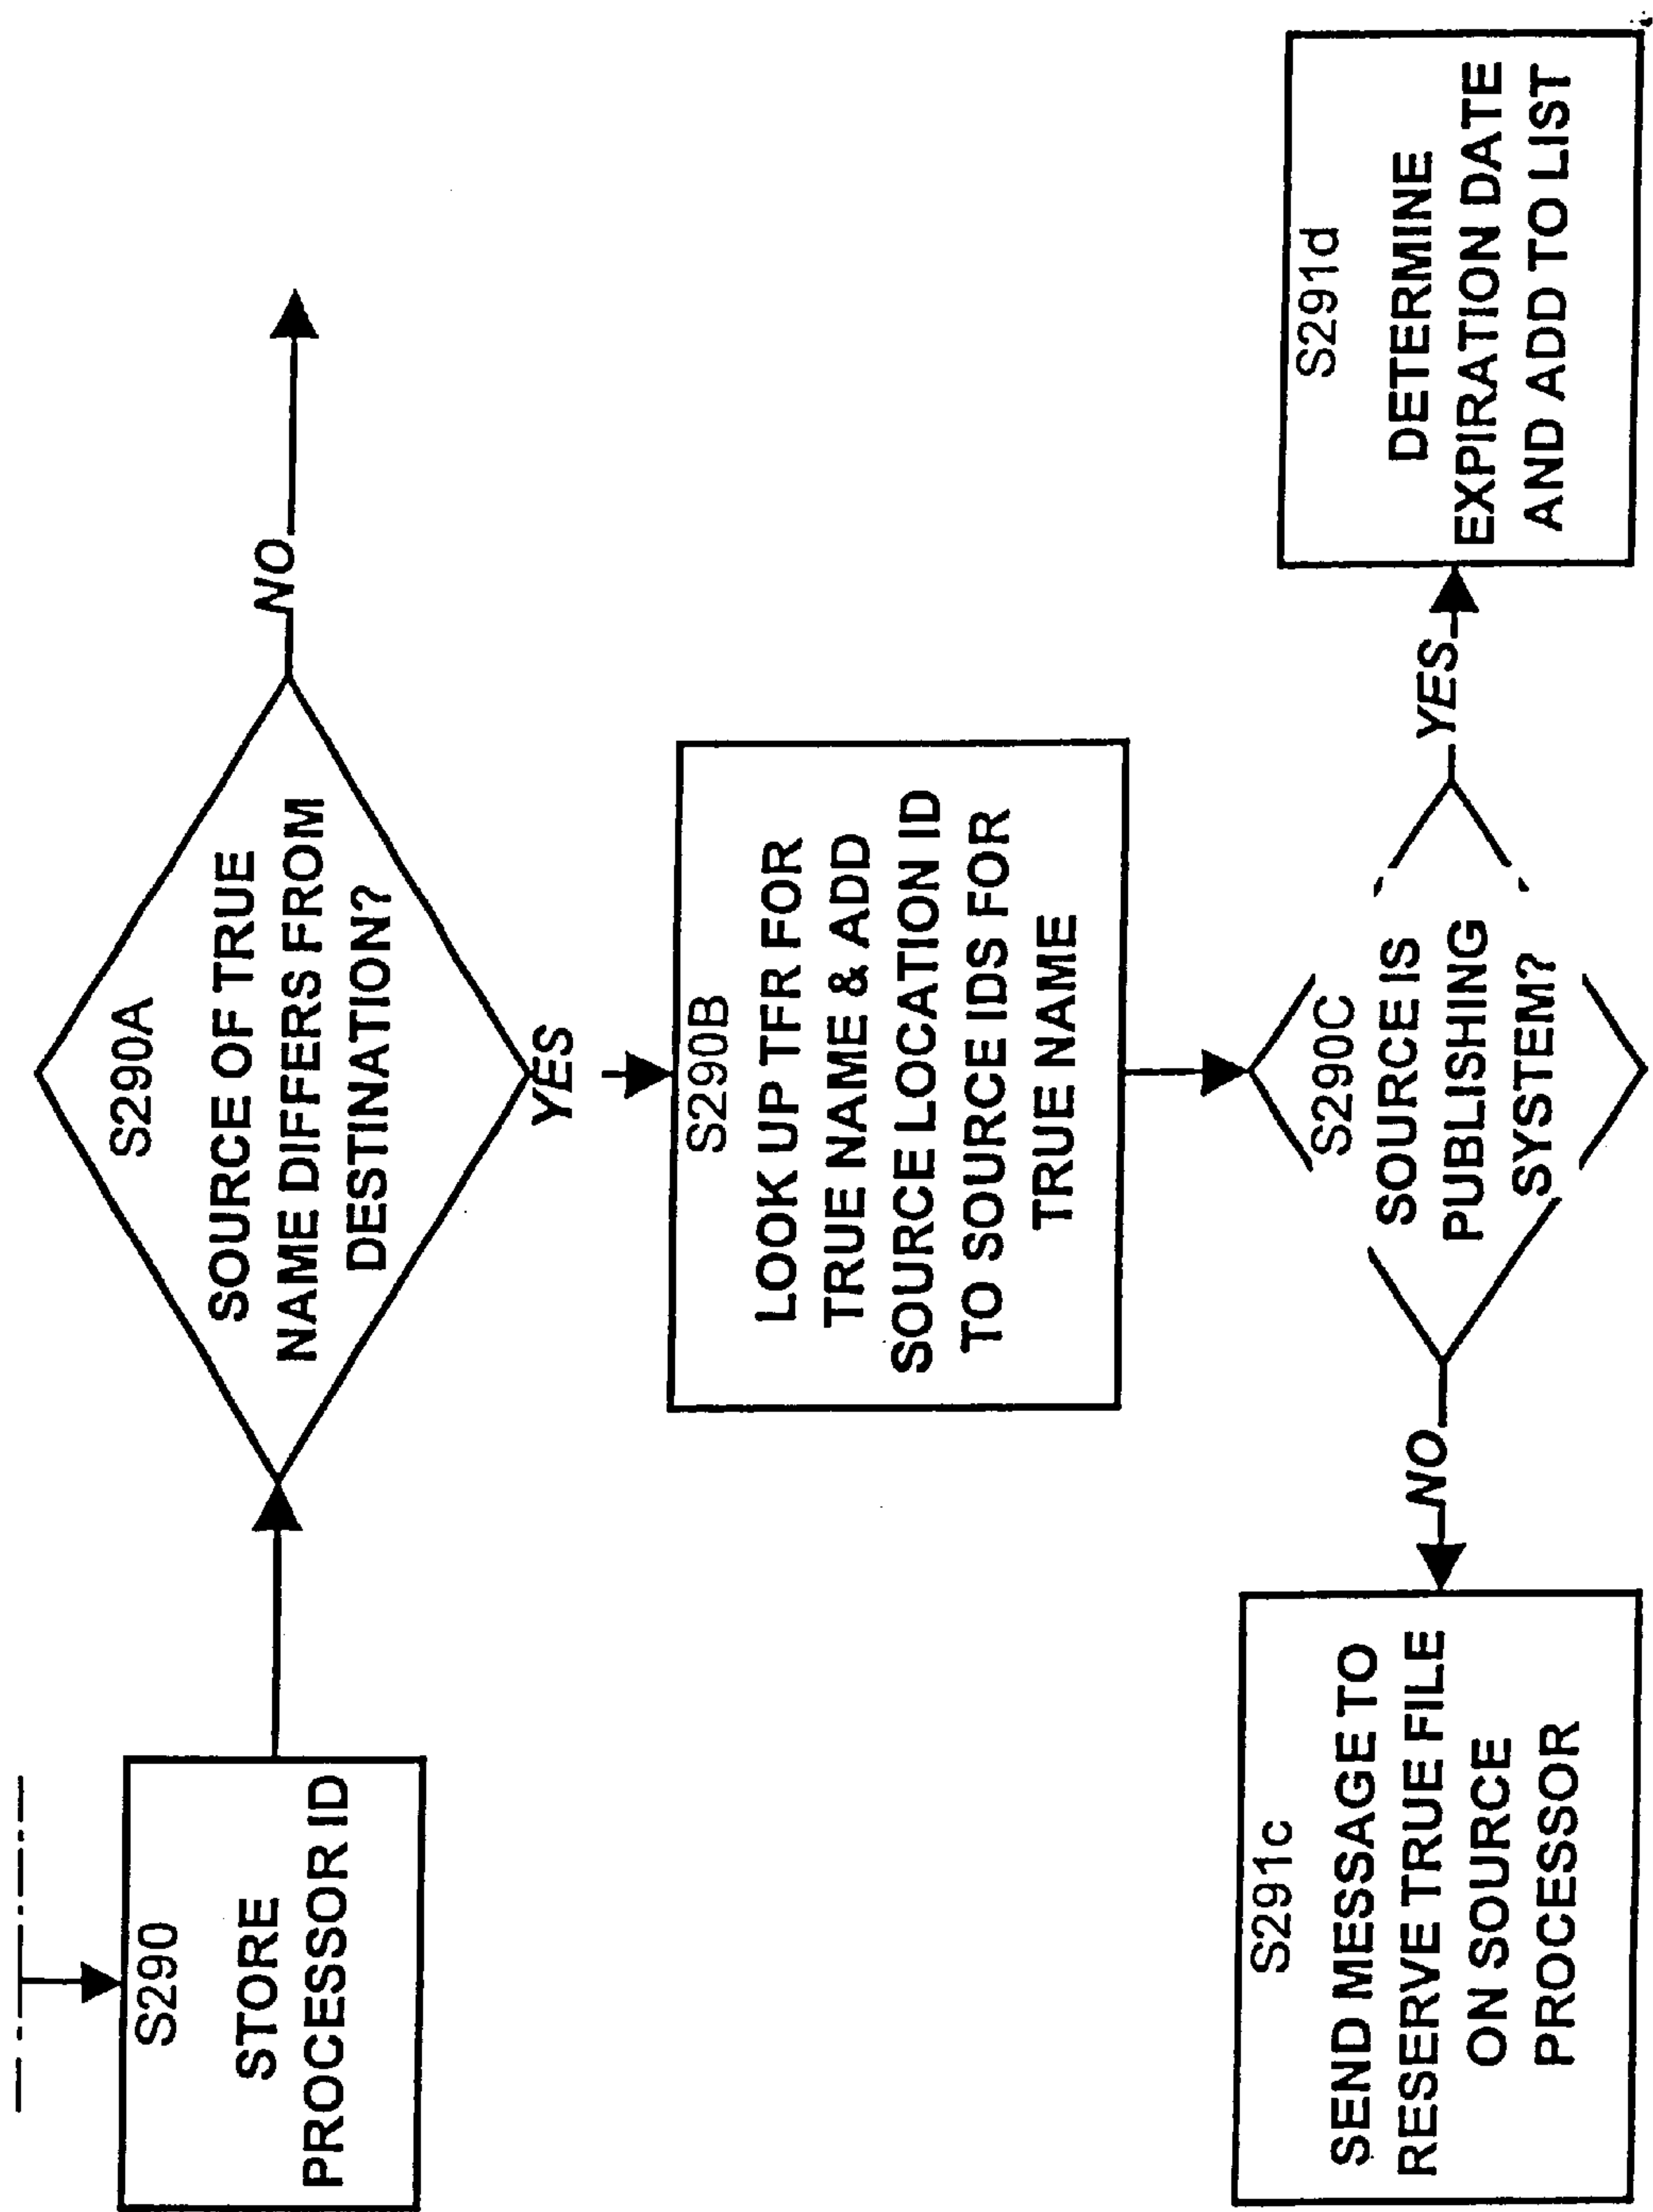 S290
STORE
PROCESSOR ID
S290A
SOURCE OF TRUE
NAME DIFFERS FROM
DESTINATION?
NO
YES
S290B
LOOK UP TFR FOR
TRUE NAME & ADD
SOURCE LOCATION ID
TO SOURCE IDS FOR
TRUE NAME
S290C
SOURCE IS
PUBLISHING
SYSTEM?
NO
YES
S291c
SEND MESSAGE TO
RESERVE TRUE FILE
ON SOURCE
PROCESSOR
S291d
DETERMINE
EXPIRATION DATE
AND ADD TO LIST